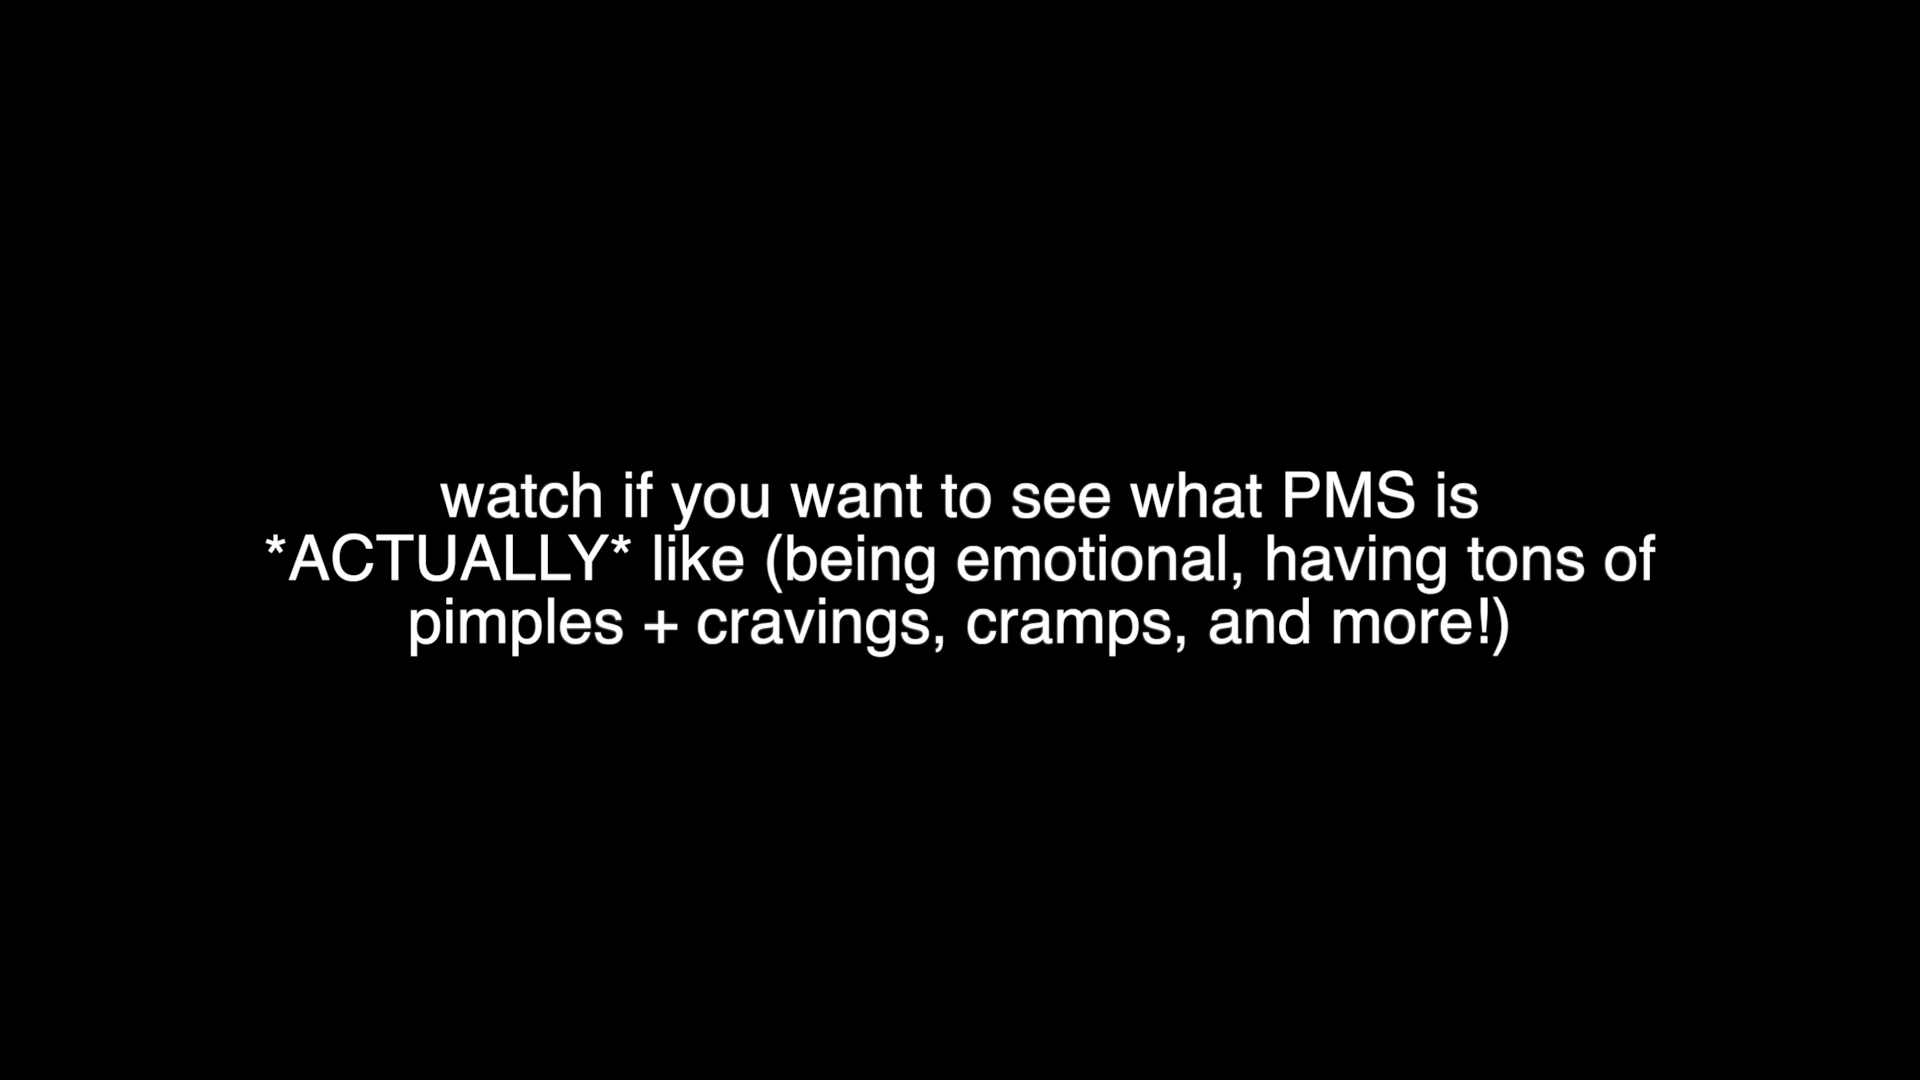 watch if you want to see what PMS is
*ACTUALLY* like (being emotional, having tons of
pimples + cravings, cramps, and more!)